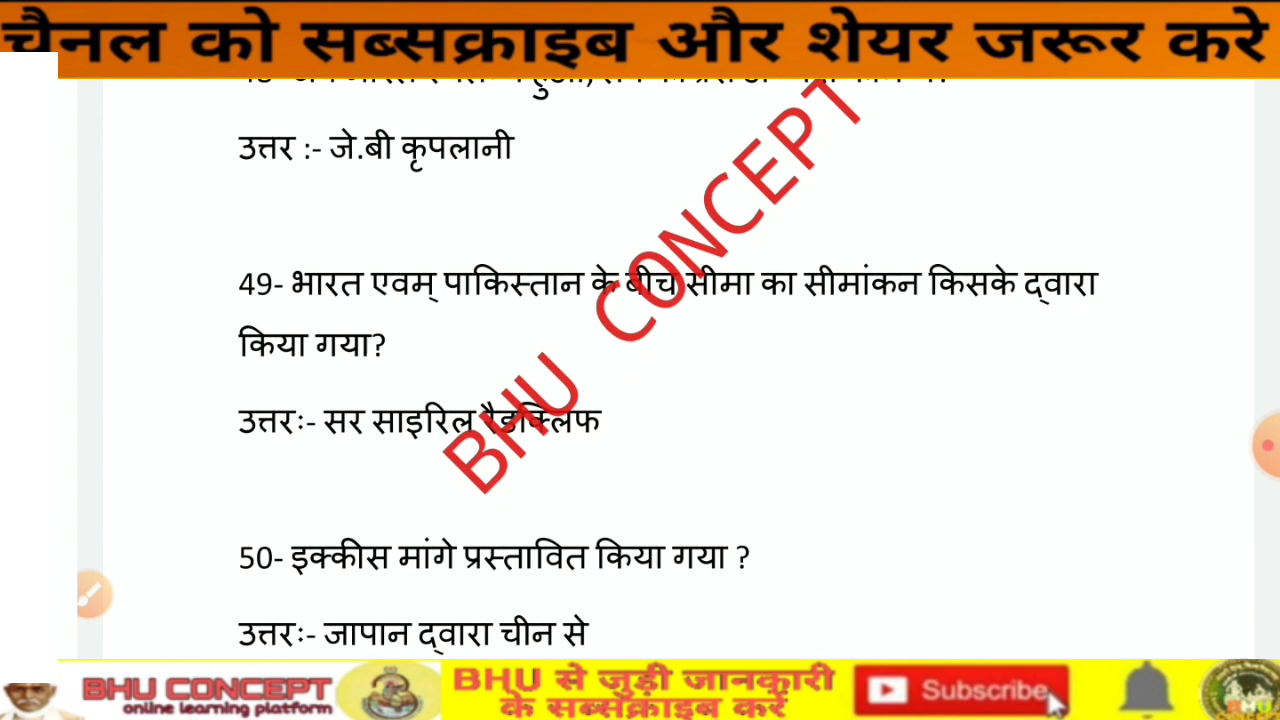 चैनल को सब्सक्राइब और शेयर जरूर करे
उत्तर :- जे.बी कृपलानी
49- भारत एवम् पाकिस्तान के बीच सीमा का सीमांकन किसके द्वारा
किया गया?
उत्तरः- सर साइरिल रैडक्लिफ
50- इक्कीस मांगे प्रस्तावित किया गया ?
उत्तरः- जापान द्वारा चीन से
BHU CONCEPT
BHU CONCEPT
online learning platform
BHU से जुड़ी जानकारी
के सब्सक्राइब करें
Subscribe
BHU